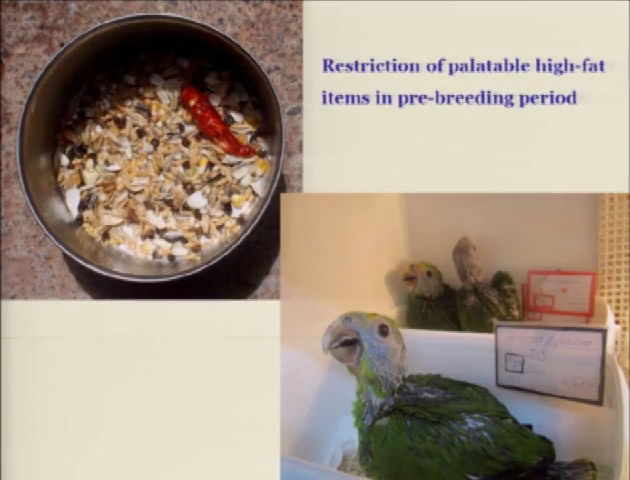 Restriction of palatable high-fat
items in pre-breeding period